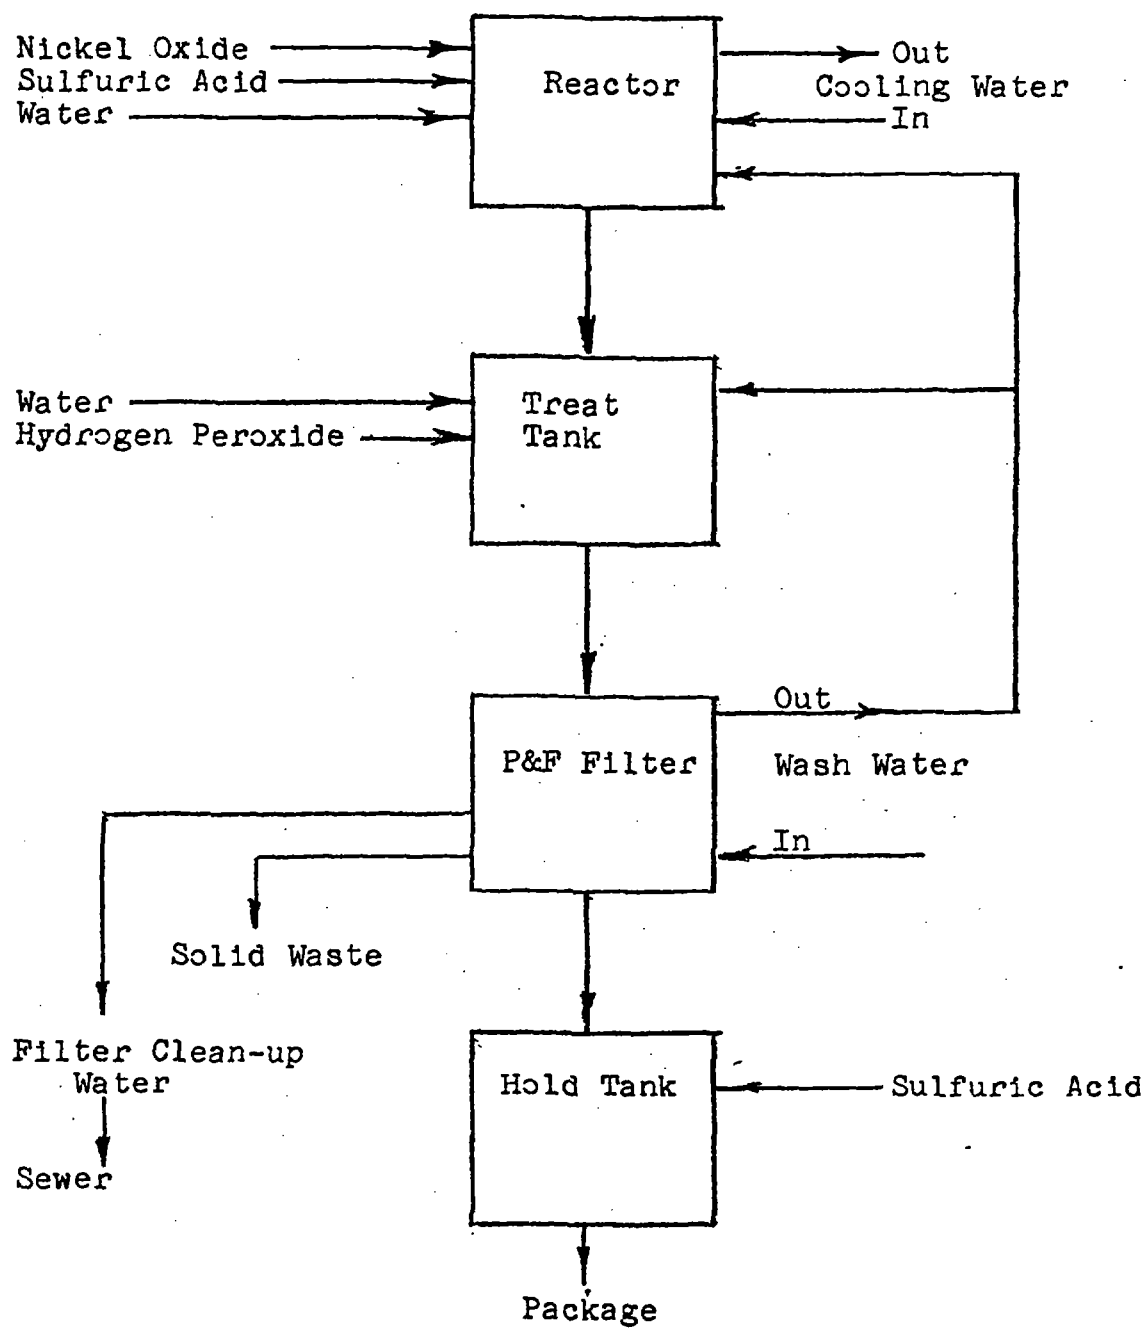 Nickel Oxide
Sulfuric Acid
Water
Reactor
Out
Cooling Water
In
Water
Hydrogen Peroxide
Treat
Tank
Out
P&F Filter
Wash Water
In
Solid Waste
Filter Clean-up
Water
Sewer
Hold Tank
Sulfuric Acid
Package